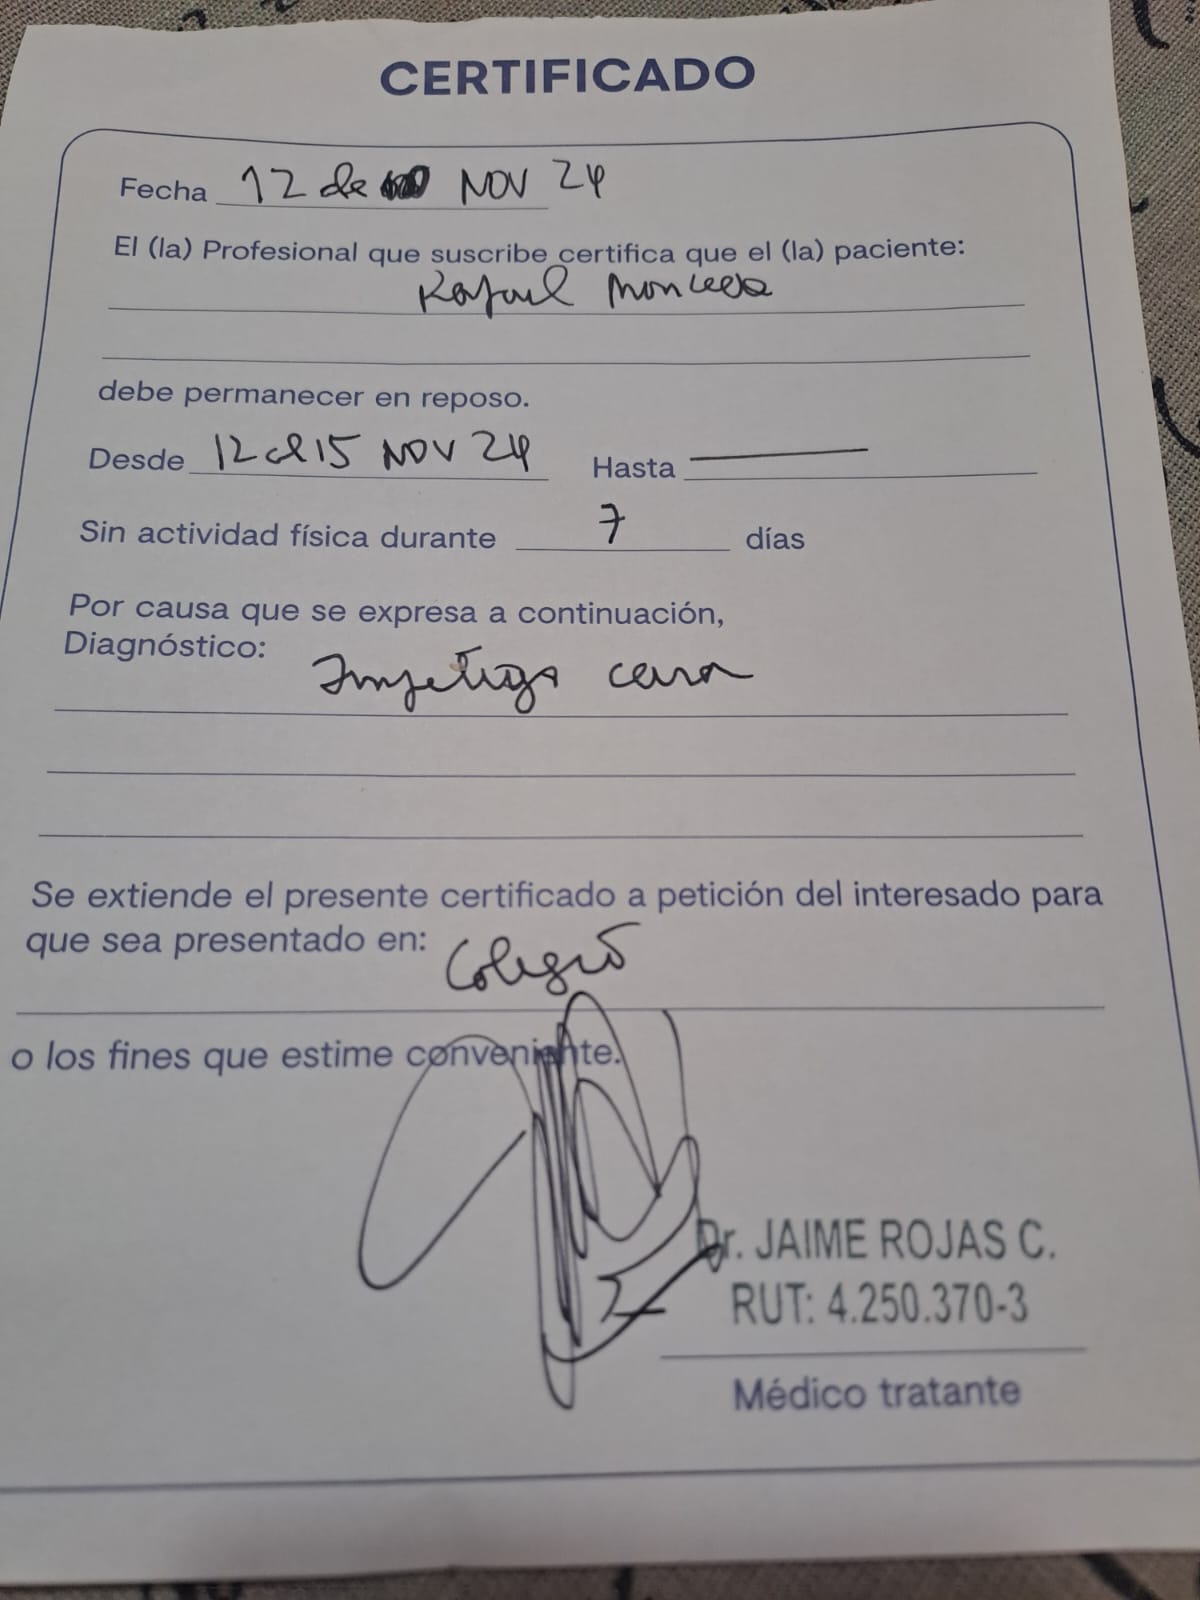 CERTIFICADO
Fecha 12 de NOV 24
El (la) Profesional que suscribe certifica que el (la) paciente:
Rafael
debe permanecer en reposo.
Desde 12 al 15 NOV 24 Hasta —
Sin actividad física durante 7 días
Por causa que se expresa a continuación,
Diagnóstico: Impetigo cara
Se extiende el presente certificado a petición del interesado para
que sea presentado en: Colegio
o los fines que estime conveniente.
Dr. JAIME ROJAS C.
RUT: 4.250.370-3
Médico tratante